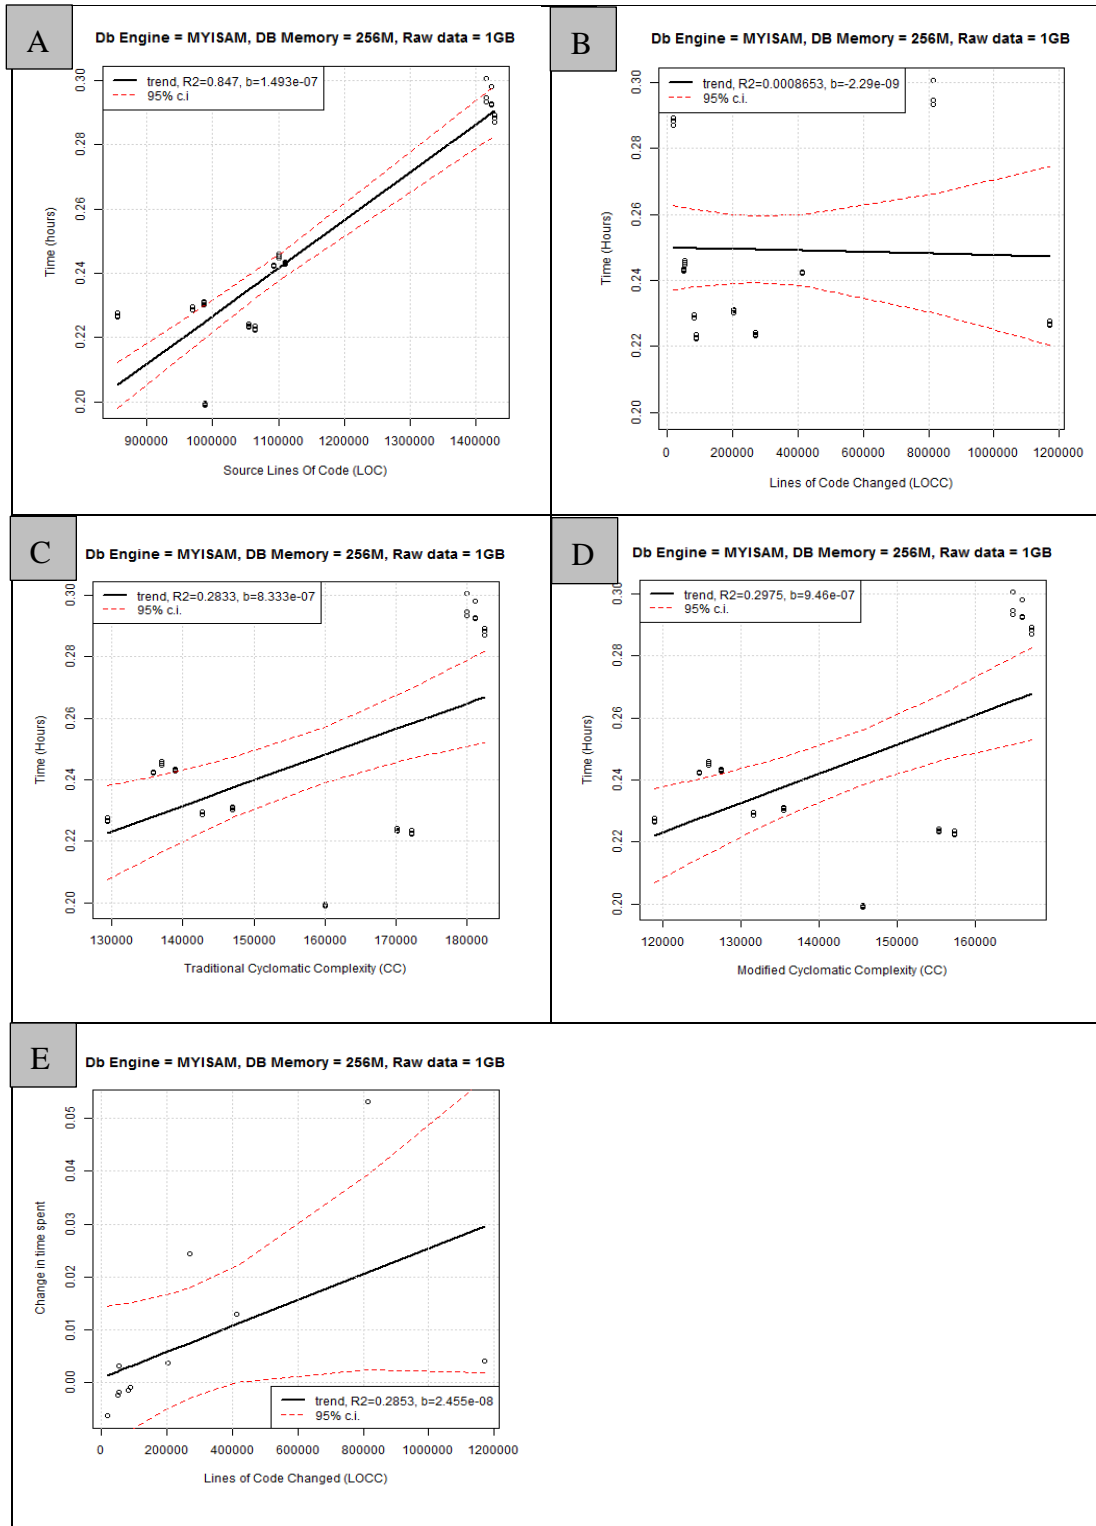 A
Db Engine = MYISAM, DB Memory = 256M, Raw data = 1GB
trend, R2=0.847, b=1.493e-07
95% c.i
0.30
0.28
0.26
0.24
0.22
0.20
Time (hours)
900000 1000000 1100000 1200000 1300000 1400000
Source Lines Of Code (LOC)
B
Db Engine = MYISAM, DB Memory = 256M, Raw data = 1GB
trend, R2=0.0008653, b=-2.29e-09
95% c.i.
0.30
0.28
0.26
0.24
0.22
0.20
Time (Hours)
0 200000 400000 600000 800000 1000000 1200000
Lines of Code Changed (LOCC)
C
Db Engine = MYISAM, DB Memory = 256M, Raw data = 1GB
trend, R2=0.2833, b=8.333e-07
95% c.i.
0.30
0.28
0.26
0.24
0.22
0.20
Time (Hours)
130000 140000 150000 160000 170000 180000
Traditional Cyclomatic Complexity (CC)
D
Db Engine = MYISAM, DB Memory = 256M, Raw data = 1GB
trend, R2=0.2975, b=9.46e-07
95% c.i.
0.30
0.28
0.26
0.24
0.22
0.20
Time (Hours)
120000 130000 140000 150000 160000
Modified Cyclomatic Complexity (CC)
E
Db Engine = MYISAM, DB Memory = 256M, Raw data = 1GB
0.05
0.04
0.03
0.02
0.01
0.00
Change in time spent
trend, R2=0.2853, b=2.455e-08
95% c.i.
0 200000 400000 600000 800000 1000000 1200000
Lines of Code Changed (LOCC)